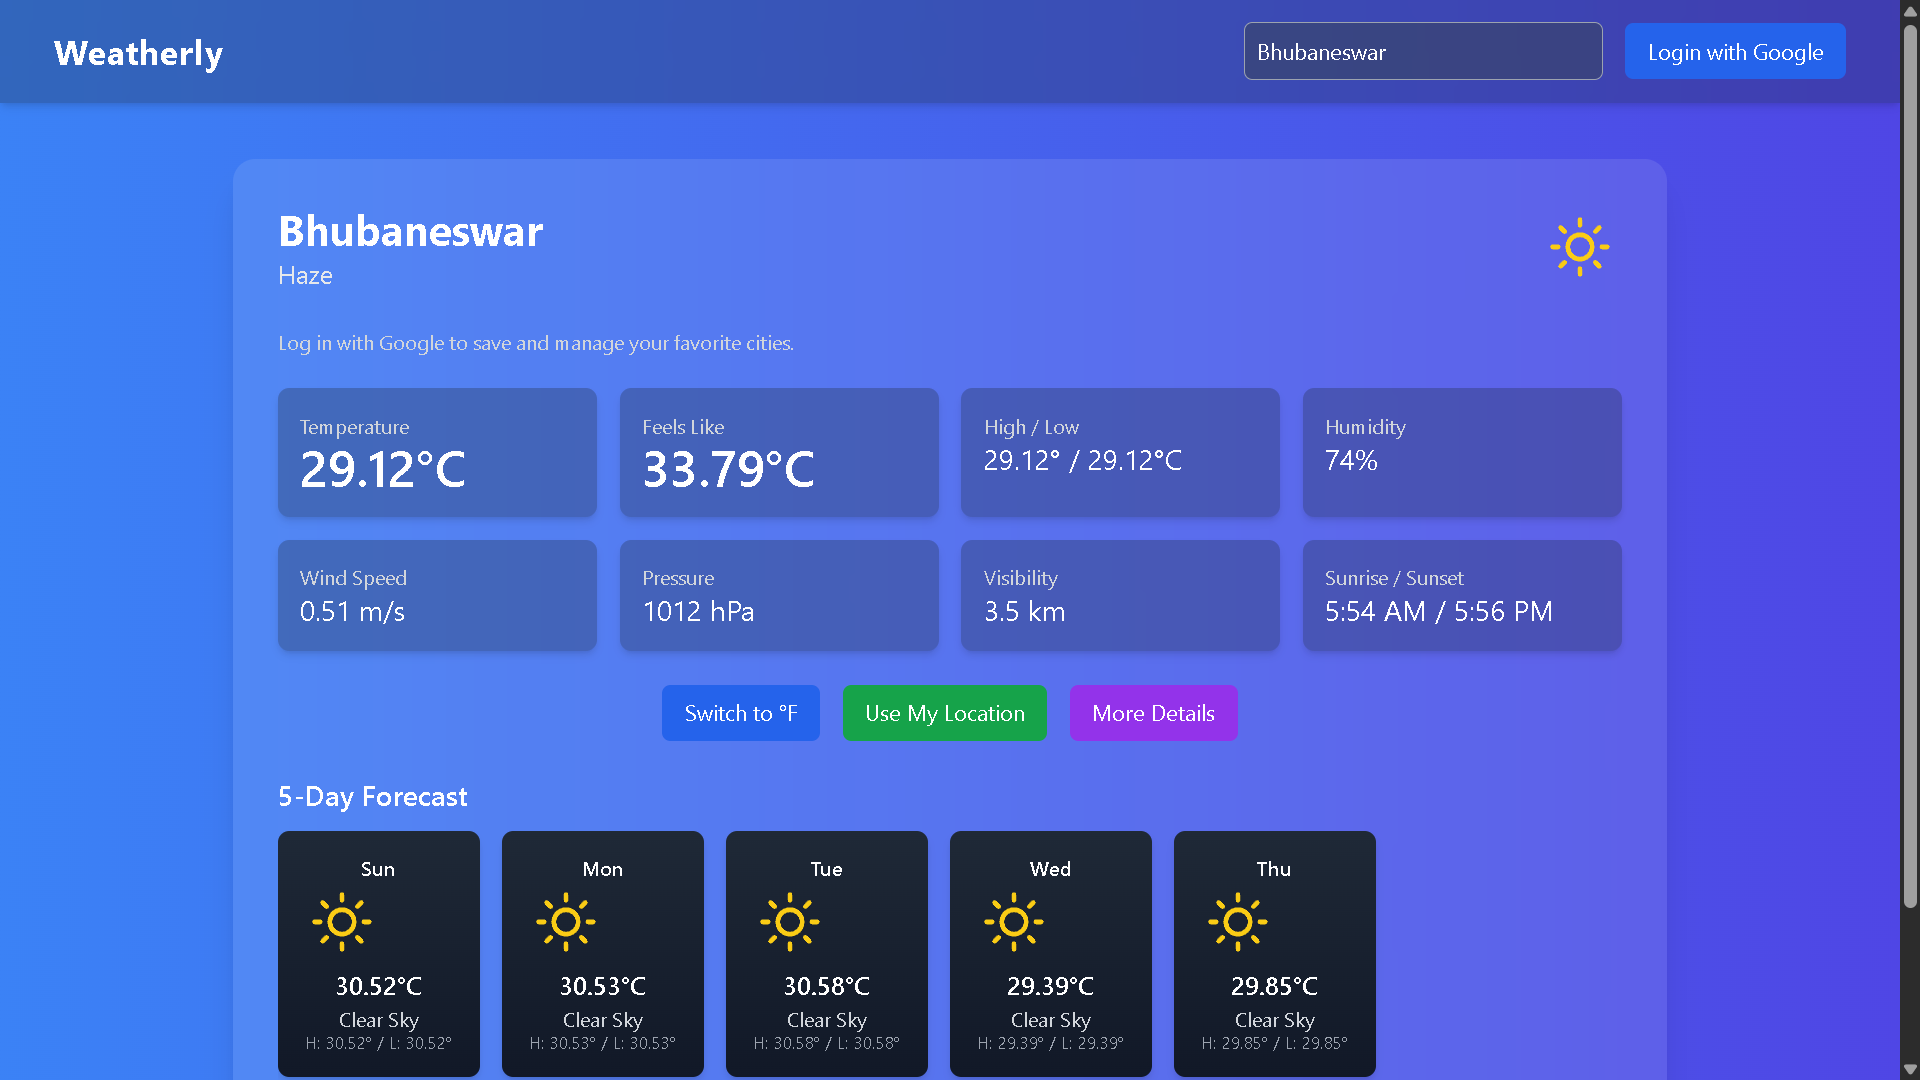 Weatherly
Bhubaneswar
Login with Google
Bhubaneswar
Haze
Log in with Google to save and manage your favorite cities.
Temperature
29.12°C
Feels Like
33.79°C
High / Low
29.12° / 29.12°C
Humidity
74%
Wind Speed
0.51 m/s
Pressure
1012 hPa
Visibility
3.5 km
Sunrise / Sunset
5:54 AM / 5:56 PM
Switch to °F
Use My Location
More Details
5-Day Forecast
Sun
30.52°C
Clear Sky
H: 30.52° / L: 30.52°
Mon
30.53°C
Clear Sky
H: 30.53° / L: 30.53°
Tue
30.58°C
Clear Sky
H: 30.58° / L: 30.58°
Wed
29.39°C
Clear Sky
H: 29.39° / L: 29.39°
Thu
29.85°C
Clear Sky
H: 29.85° / L: 29.85°